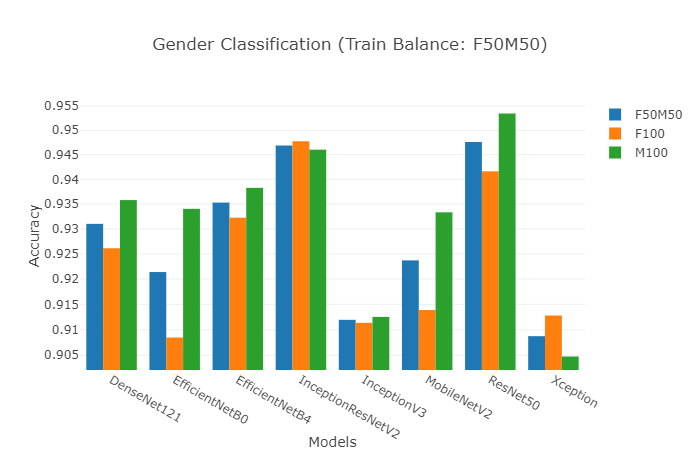 Gender Classification (Train Balance: F50M50)
0.955
0.95
0.945
0.94
0.935
0.93
0.925
0.92
0.915
0.91
0.905
Accuracy
F50M50
F100
M100
DenseNet121
EfficientNetB0
EfficientNetB4
InceptionResNetV2
InceptionV3
MobileNetV2
ResNet50
Xception
Models